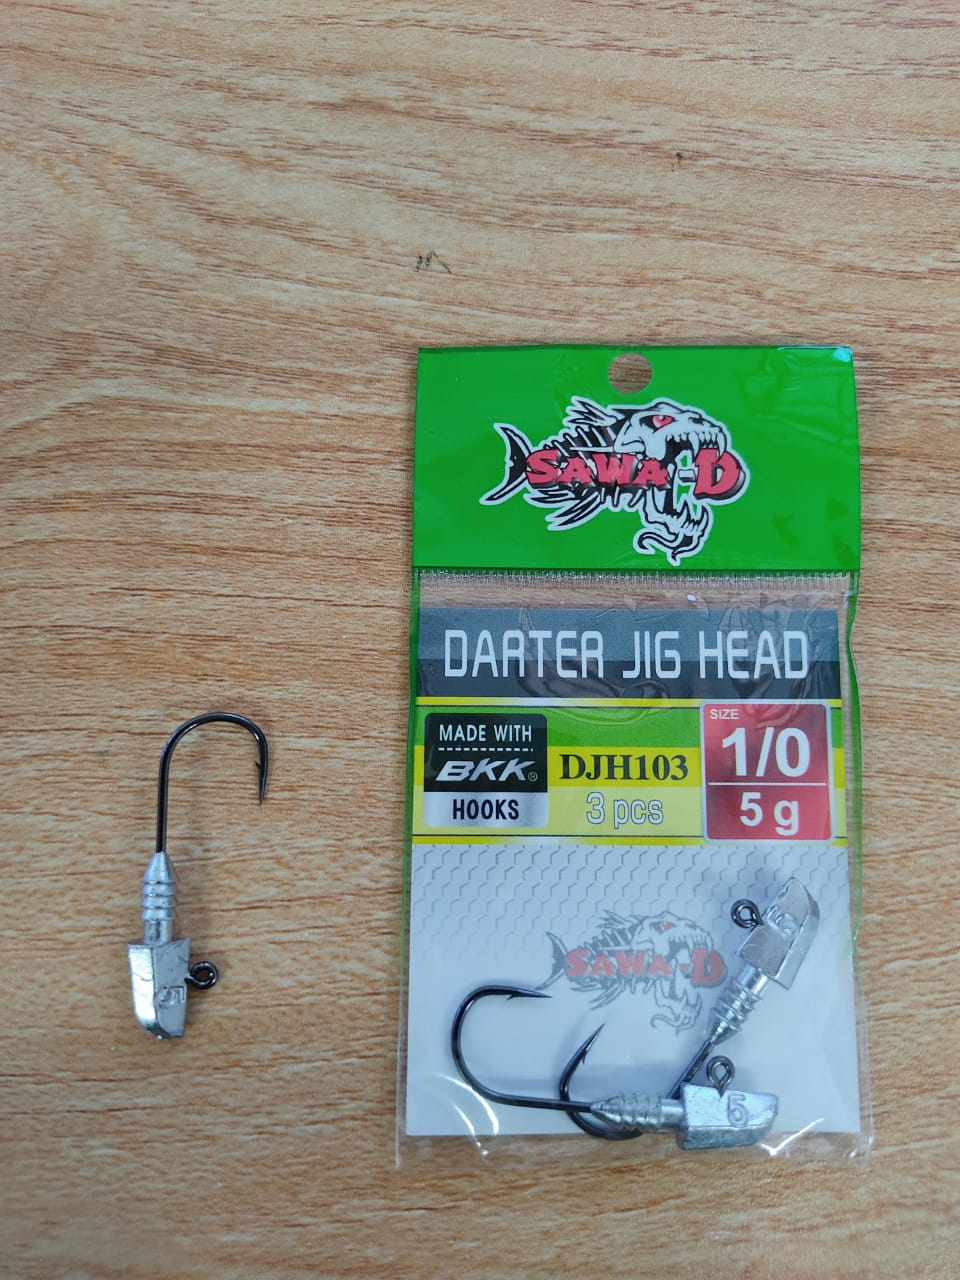 SAWA-D
DARTER JIG HEAD
MADE WITH
BKK®
HOOKS
DJH103
3 pcs
SIZE
1/0
5 g
SAWA-D
5
5
5